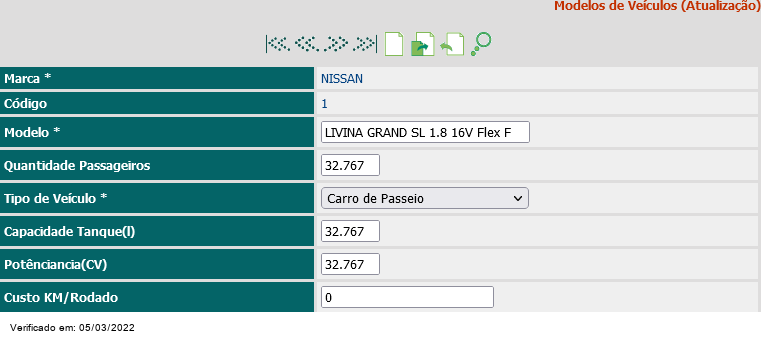 Modelos de Veículos (Atualização)
Marca * NISSAN
Código 1
Modelo * LIVINA GRAND SL 1.8 16V Flex F
Quantidade Passageiros 32.767
Tipo de Veículo * Carro de Passeio
Capacidade Tanque(l) 32.767
Potênciancia(CV) 32.767
Custo KM/Rodado 0
Verificado em: 05/03/2022